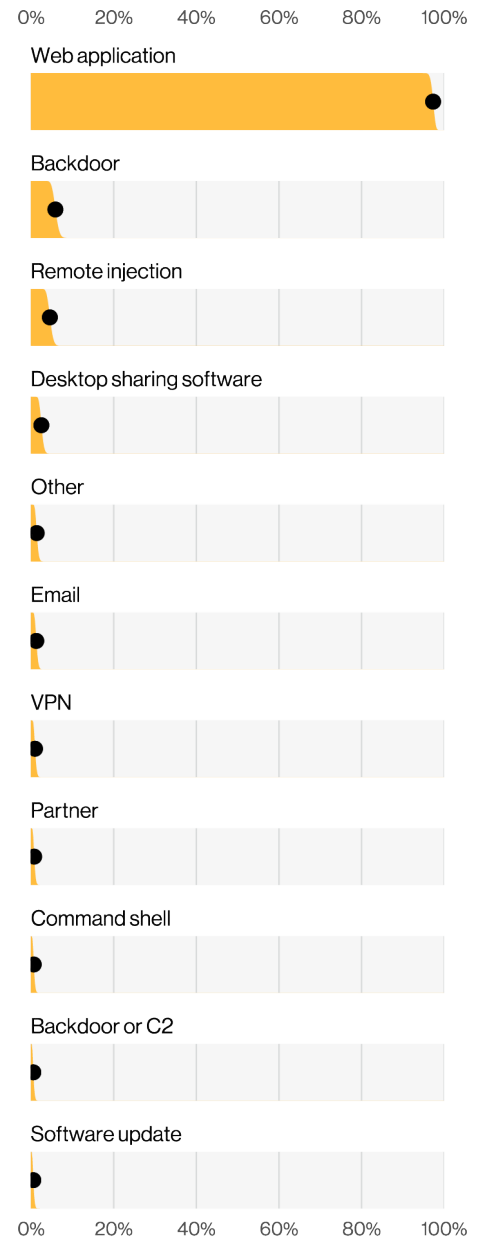 0% 20% 40% 60% 80% 100%
Web application
Backdoor
Remote injection
Desktop sharing software
Other
Email
VPN
Partner
Command shell
Backdoor or C2
Software update
0% 20% 40% 60% 80% 100%